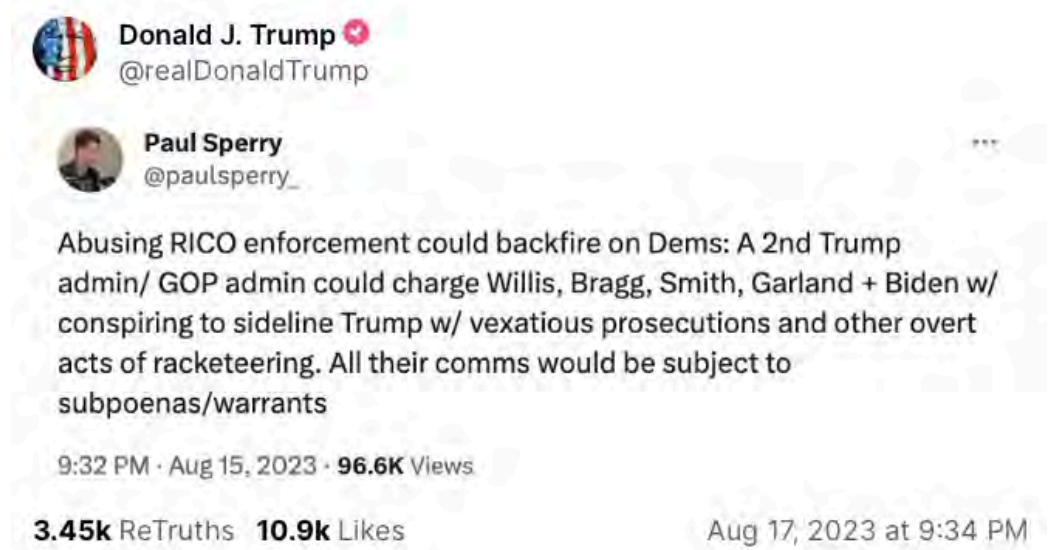 Donald J. Trump
@realDonaldTrump
Paul Sperry
@paulsperry_
Abusing RICO enforcement could backfire on Dems: A 2nd Trump
admin/ GOP admin could charge Willis, Bragg, Smith, Garland + Biden w/
conspiring to sideline Trump w/ vexatious prosecutions and other overt
acts of racketeering. All their comms would be subject to
subpoenas/warrants
9:32 PM · Aug 15, 2023 · 96.6K Views
3.45k ReTruths 10.9k Likes Aug 17, 2023 at 9:34 PM